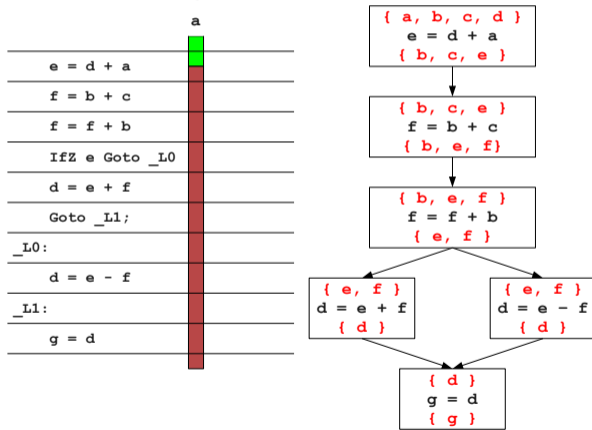 a
e = d + a
f = b + c
f = f + b
IfZ e Goto _L0
d = e + f
Goto _L1;
_L0:
d = e - f
_L1:
g = d
{ a, b, c, d }
e = d + a
{ b, c, e }
{ b, c, e }
f = b + c
{ b, e, f}
{ b, e, f }
f = f + b
{ e, f }
{ e, f }
d = e + f
{ d }
{ e, f }
d = e - f
{ d }
{ d }
g = d
{ g }